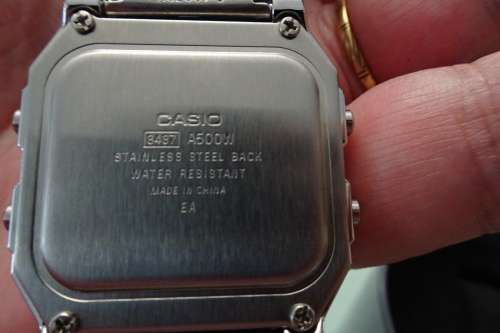 CASIO
3497 A500W
STAINLESS STEEL BACK
WATER RESISTANT
MADE IN CHINA
EA